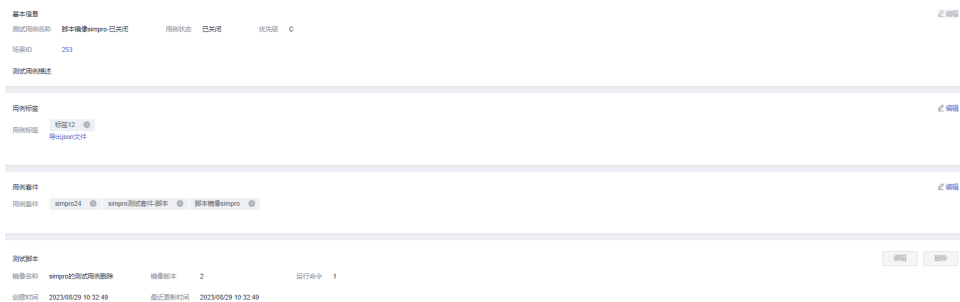 基本信息 编辑
测试用例名称 脚本镜像simpro-已关闭 用例状态 已关闭 优先级 C
场景ID 253
测试用例描述
用例标签 编辑
用例标签 标签12
导出json文件
用例套件 编辑
用例套件 simpro24 simpro测试套件-脚本 脚本镜像simpro
测试脚本 编辑 删除
镜像名称 simpro的测试用例删除 镜像版本 2 运行命令 1
创建时间 2023/08/29 10:32:49 最近更新时间 2023/08/29 10:32:49